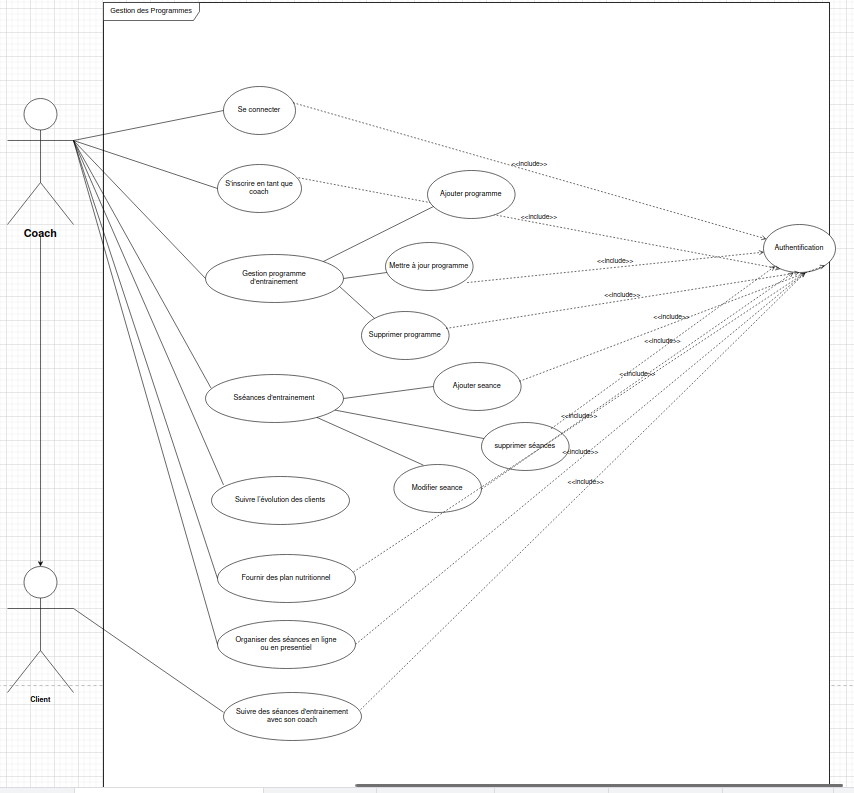 Gestion des Programmes
Se connecter
<<include>>
S'inscrire en tant que
coach
Ajouter programme
<<include>>
Coach
Authentification
Gestion programme
d'entrainement
Mettre à jour programme
<<include>>
<<include>>
Supprimer programme
<<include>>
<<include>>
<<include>>
Ajouter seance
Sséances d'entrainement
<<include>>
supprimer séances
<<include>>
Modifier seance
<<include>>
Suivre l'évolution des clients
Fournir des plan nutritionnel
Organiser des séances en ligne
ou en presentiel
Client
Suivre des séances d'entrainement
avec son coach